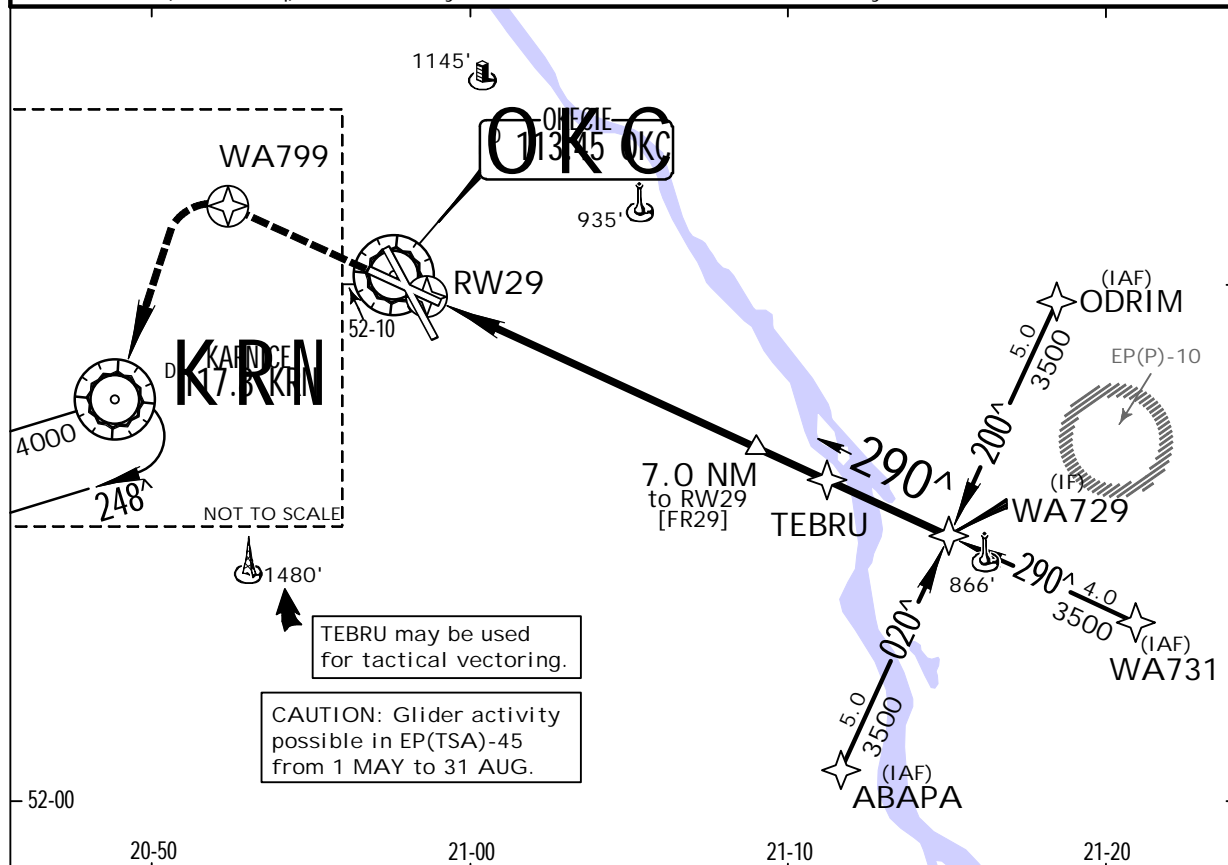 1145'
OKECIE
D 113.45 OKC
O K C
WA799
935'
RW29
52-10
(IAF)
ODRIM
5.0
3500
200^
EP(P)-10
KARNICE
D 117.8 KRN
K R N
4000
248^
NOT TO SCALE
290^
7.0 NM
to RW29
[FR29]
TEBRU
(IF)
WA729
866'
290^
4.0
3500
(IAF)
WA731
1480'
TEBRU may be used
for tactical vectoring.
020^
5.0
3500
CAUTION: Glider activity
possible in EP(TSA)-45
from 1 MAY to 31 AUG.
(IAF)
ABAPA
52-00
20-50
21-00
21-10
21-20